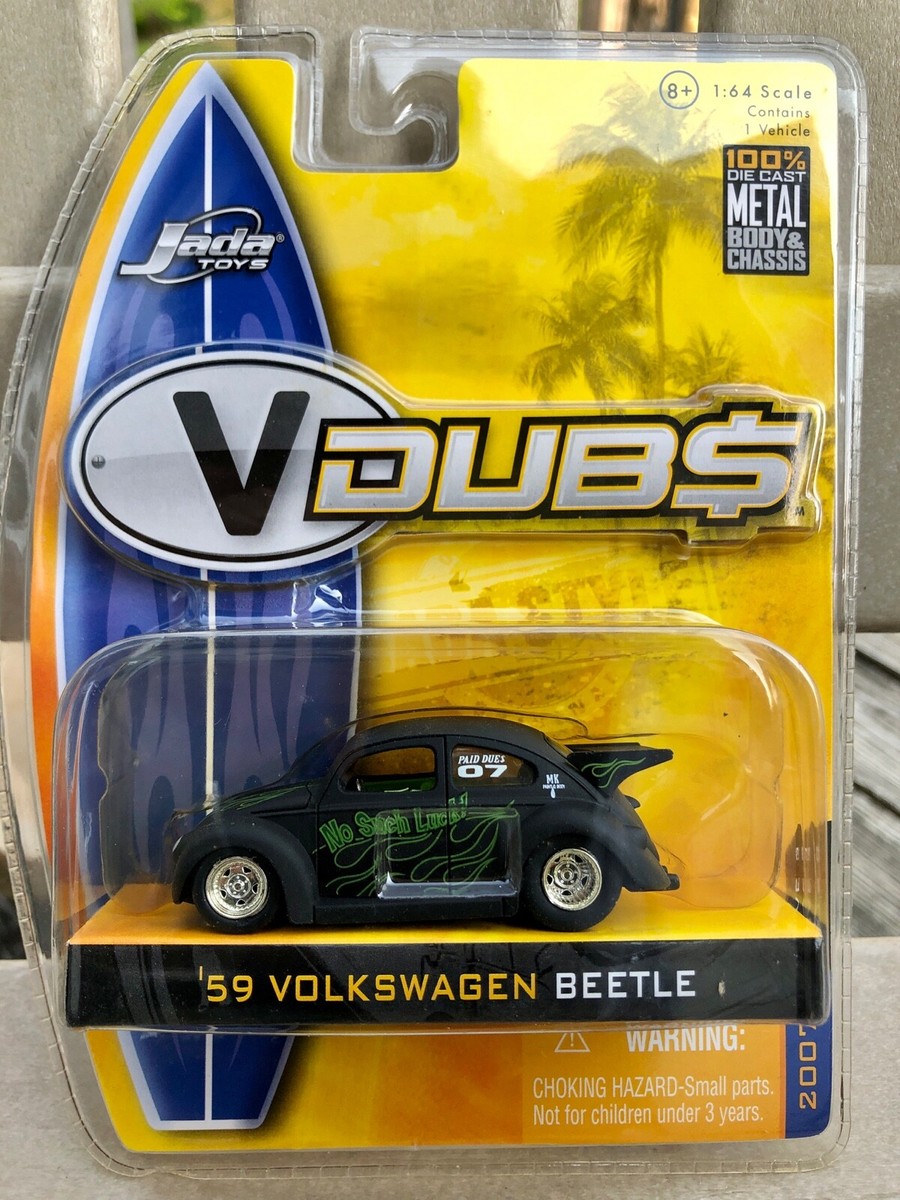 8+ 1:64 Scale
Contains
1 Vehicle
100%
DIE CAST
METAL
BODY&
CHASSIS
Jada®
TOYS
V DUB$
PAID DUES
07
MK
No Such Luck!
'59 VOLKSWAGEN BEETLE
WARNING:
CHOKING HAZARD-Small parts.
Not for children under 3 years.
2007